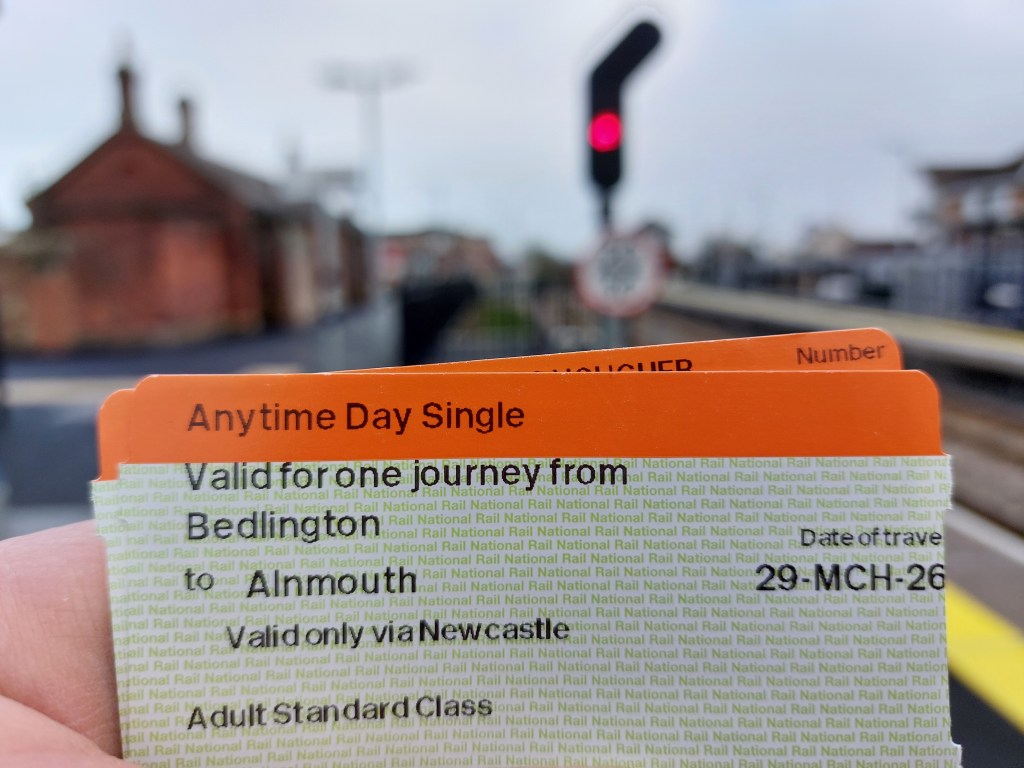 Number
Anytime Day Single
Valid for one journey from
Bedlington
Date of trave
to Alnmouth
29-MCH-26
Valid only via Newcastle
Adult Standard Class